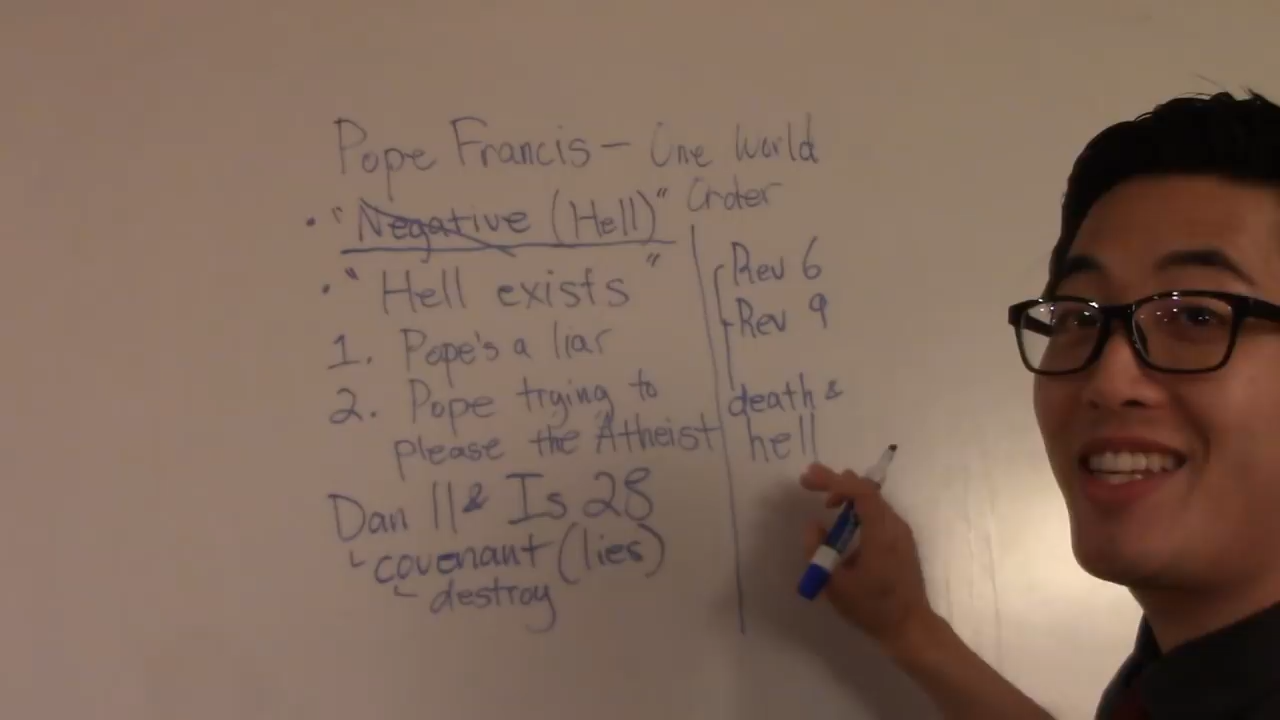 Pope Francis – One World
Order
• "Negative (Hell)"
• "Hell exists"
1. Pope's a liar
2. Pope trying to
please the Atheist
Dan 11 & Is 28
covenant (lies)
destroy
Rev 6
Rev 9
death &
hell